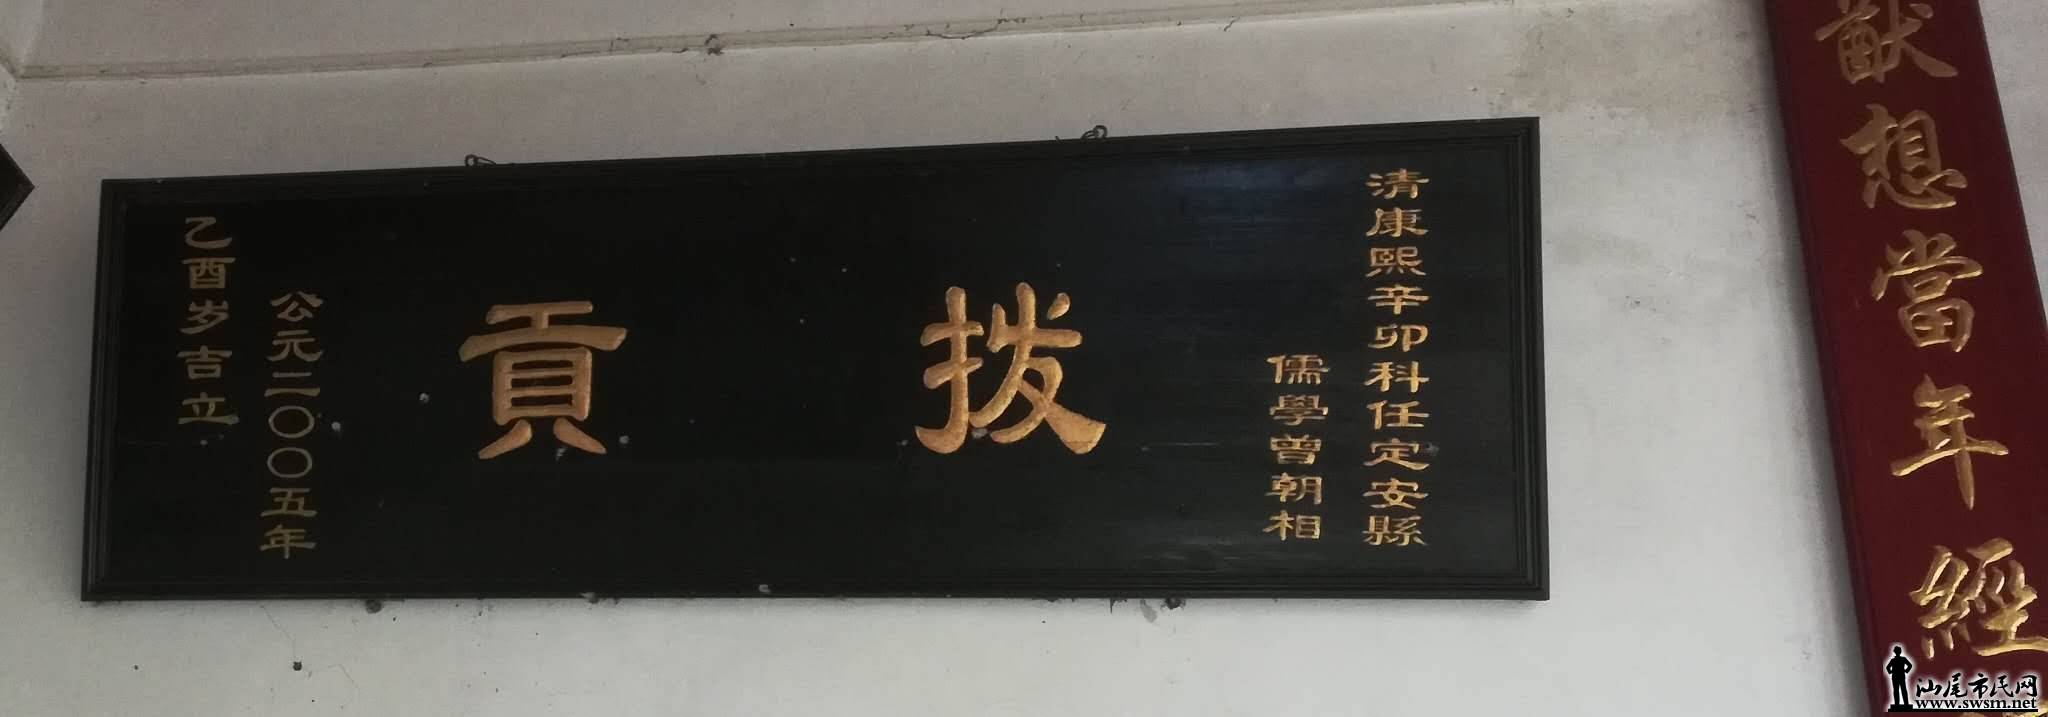 清康熙辛卯科任定安縣
儒學曾朝相
拔貢
公元二〇〇五年
乙酉岁吉立
猷想當年經
汕尾市民网
www.swsm.net